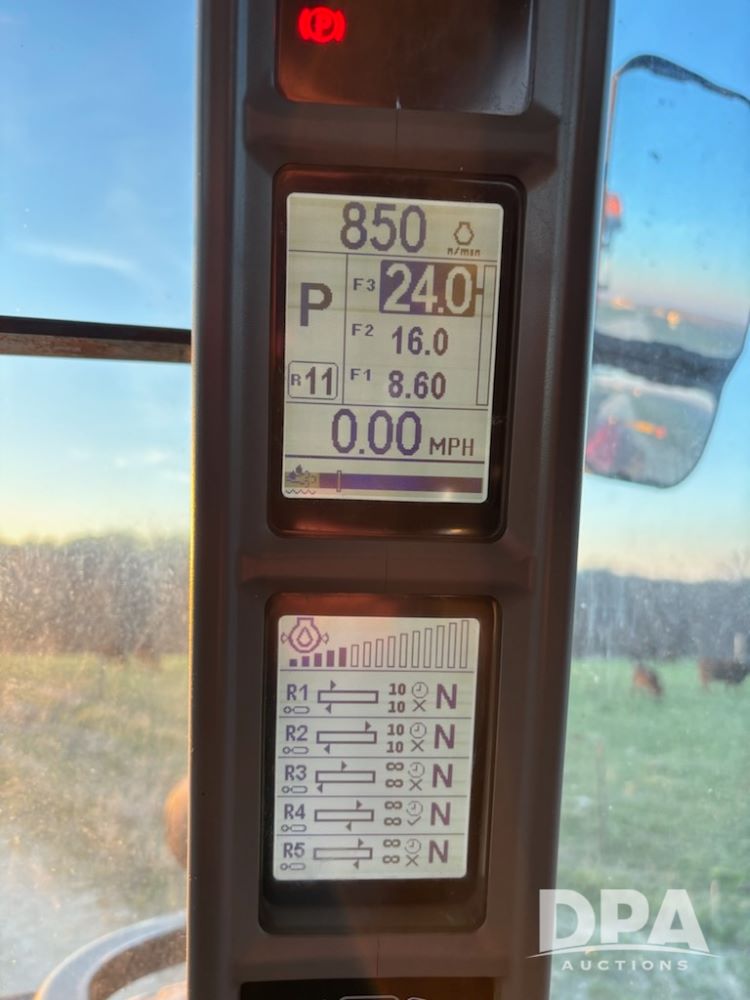 (P)
850
n/min
P
F3 24.0
F2 16.0
R11 F1 8.60
0.00 MPH
R1 10 N
10
R2 10 N
10
R3 ∞ N
∞
R4 ∞ N
∞
R5 ∞ N
∞
DPA
AUCTIONS